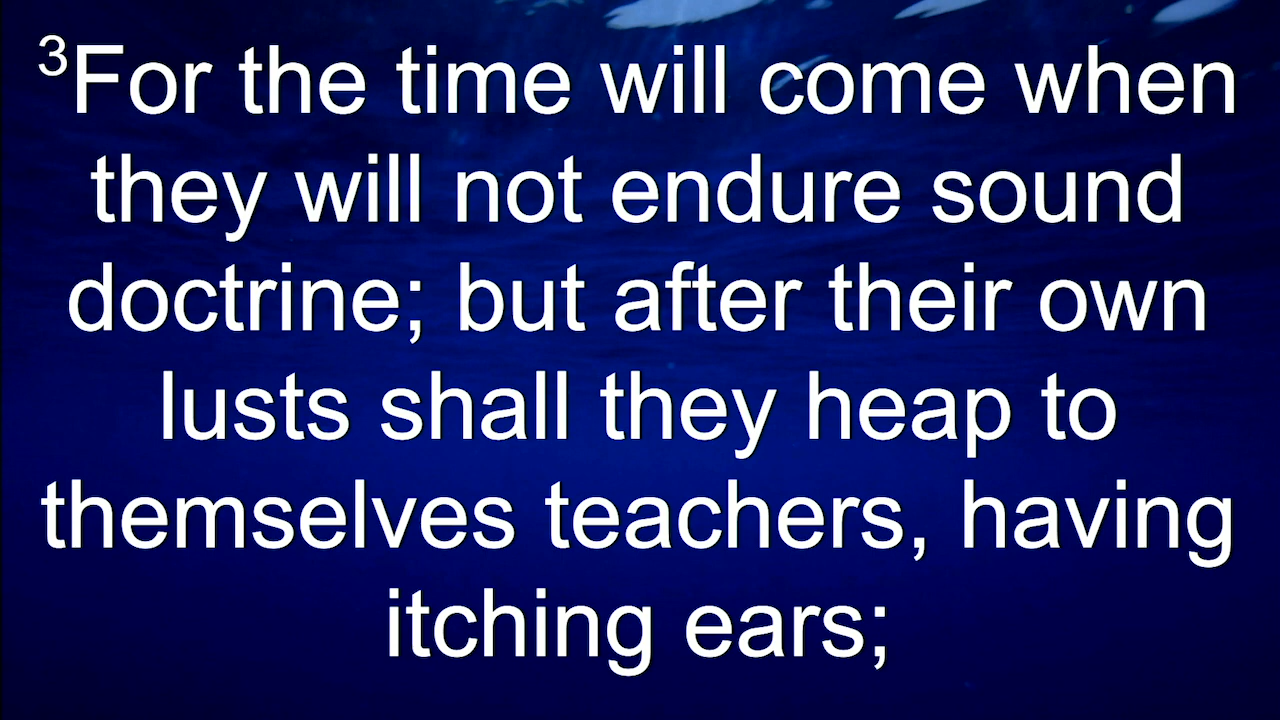 ³For the time will come when
they will not endure sound
doctrine; but after their own
lusts shall they heap to
themselves teachers, having
itching ears;